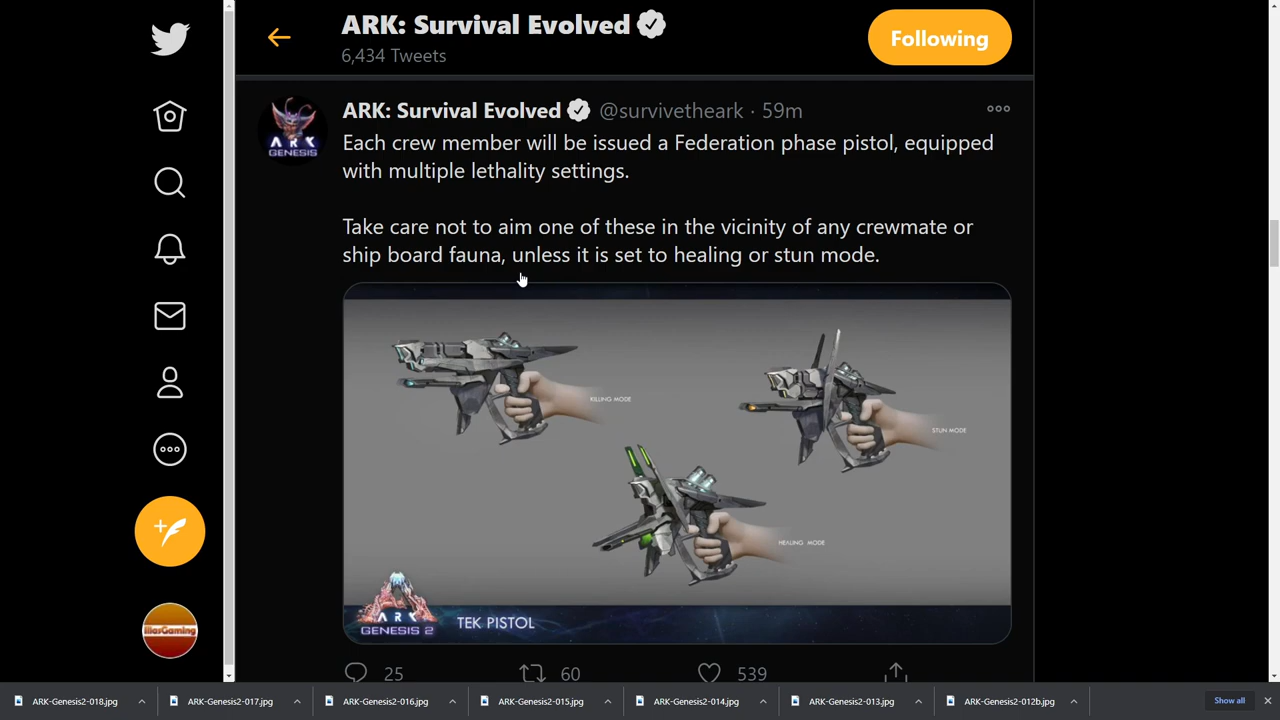 ARK: Survival Evolved
6,434 Tweets
Following
ARK: Survival Evolved @survivetheark · 59m
Each crew member will be issued a Federation phase pistol, equipped
with multiple lethality settings.
Take care not to aim one of these in the vicinity of any crewmate or
ship board fauna, unless it is set to healing or stun mode.
ARK
GENESIS
KILLING MODE
STUN MODE
HEALING MODE
ARK
GENESIS 2
TEK PISTOL
25
60
539
IliesGaming
ARK-Genesis2-018.jpg
ARK-Genesis2-017.jpg
ARK-Genesis2-016.jpg
ARK-Genesis2-015.jpg
ARK-Genesis2-014.jpg
ARK-Genesis2-013.jpg
ARK-Genesis2-012b.jpg
Show all